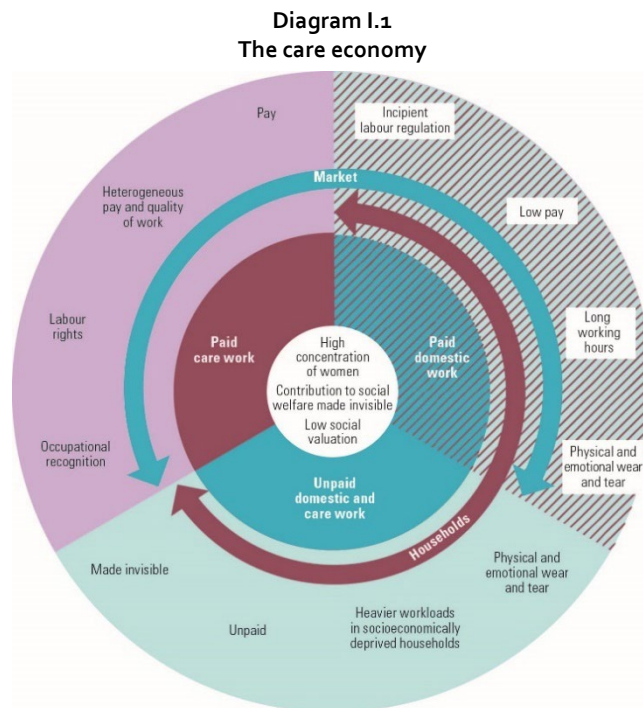 Diagram I.1
The care economy
Pay
Incipient
labour regulation
Market
Heterogeneous
pay and quality
of work
Low pay
Labour
rights
Long
working
hours
Paid
care work
High
concentration
of women
Contribution to social
welfare made invisible
Low social
valuation
Paid
domestic
work
Occupational
recognition
Physical and
emotional wear
and tear
Unpaid
domestic and
care work
Households
Made invisible
Unpaid
Heavier workloads
in socioeconomically
deprived households
Physical and
emotional wear
and tear